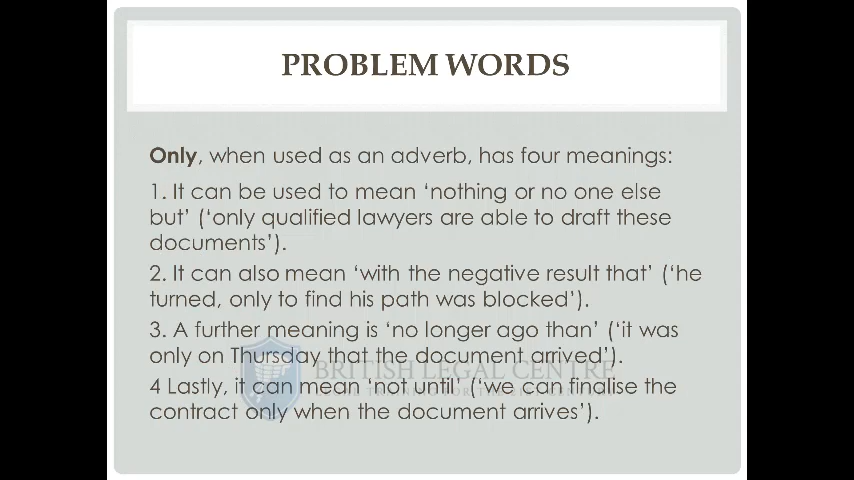 PROBLEM WORDS
Only, when used as an adverb, has four meanings:
1. It can be used to mean ‘nothing or no one else
but’ (‘only qualified lawyers are able to draft these
documents’).
2. It can also mean ‘with the negative result that’ (‘he
turned, only to find his path was blocked’).
3. A further meaning is ‘no longer ago than’ (‘it was
only on Thursday that the document arrived’).
BRITISH LEGAL CENTRE
4 Lastly, it can mean ‘not until’ (‘we can finalise the
contract only when the document arrives’).